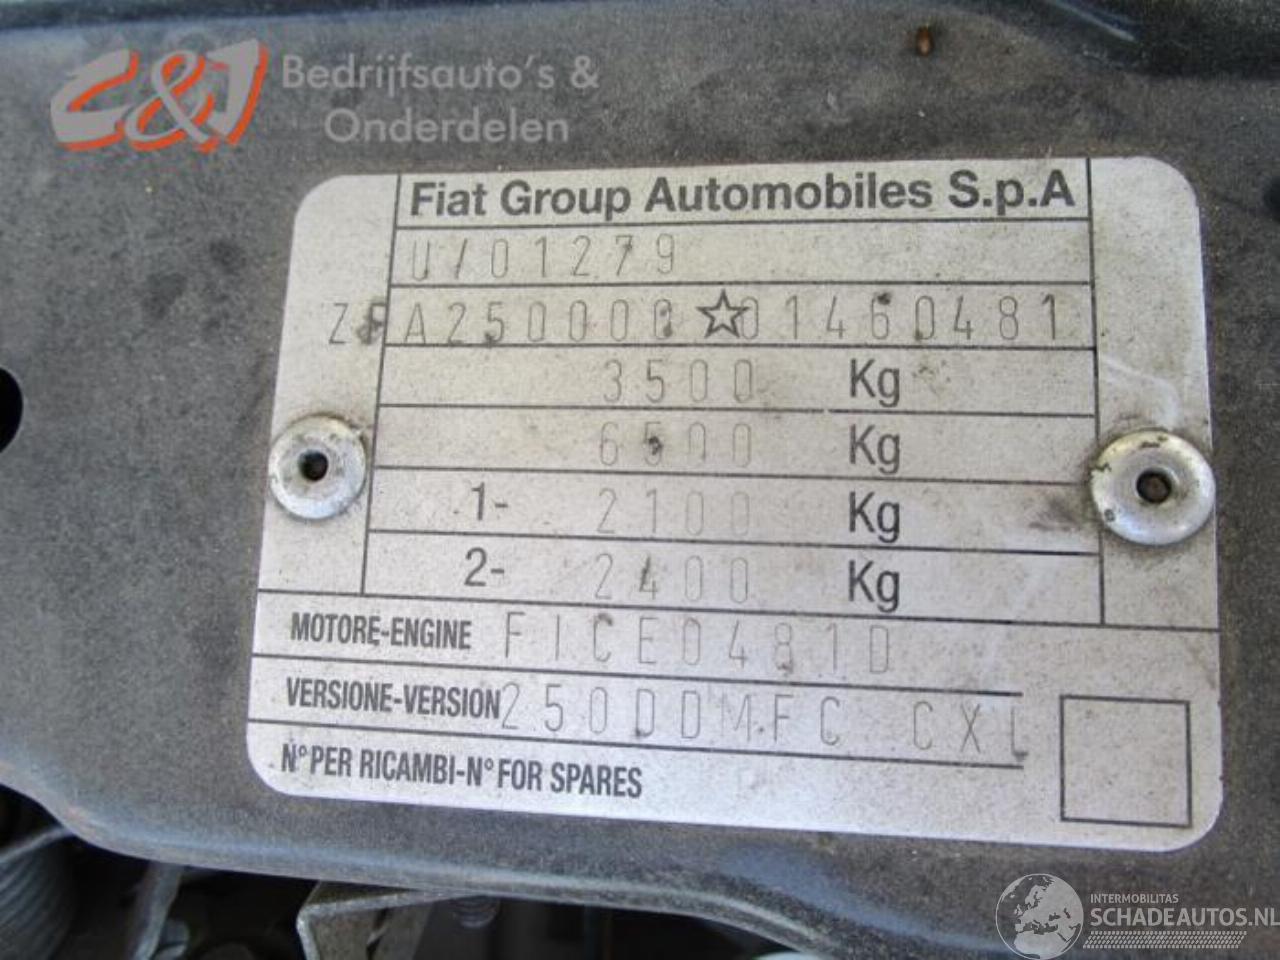 C&J Bedrijfsauto's &
Onderdelen
Fiat Group Automobiles S.p.A
U/01279
ZFA250000☆01460481
3500 Kg
6500 Kg
1- 2100 Kg
2- 2400 Kg
MOTORE-ENGINE FICE0481D
VERSIONE-VERSION 250DDMFC CXL
N° PER RICAMBI-N° FOR SPARES
INTERMOBILITAS
SCHADEAUTOS.NL